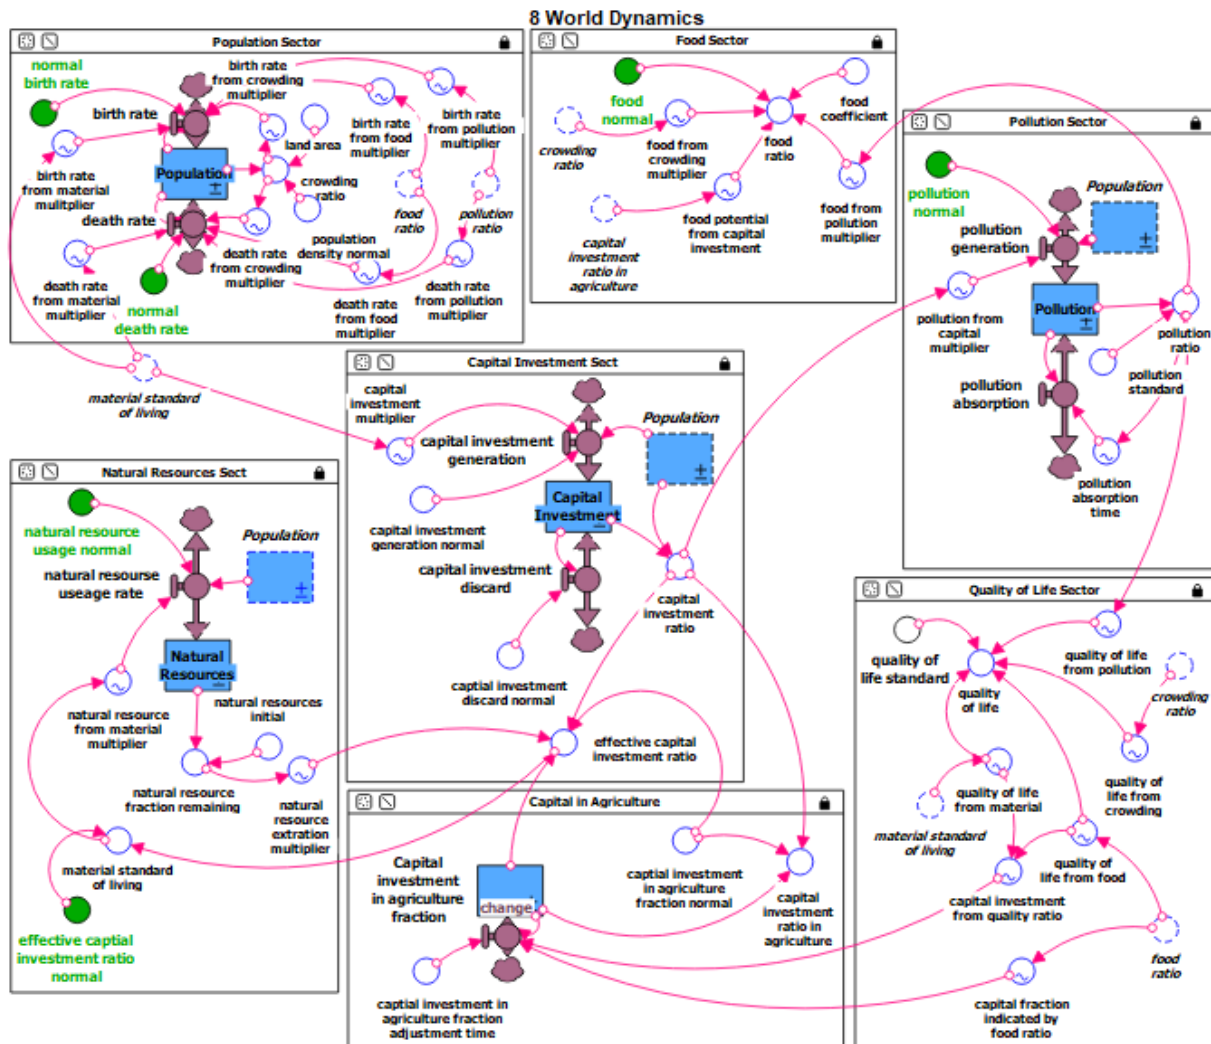 8 World Dynamics
Population Sector
normal
birth rate
birth rate
from crowding
multiplier
birth rate
birth rate
from food
multiplier
birth rate
from pollution
multiplier
land area
Population
birth rate
from material
mulitplier
crowding
ratio
food
ratio
pollution
ratio
death rate
population
density normal
death rate
from crowding
multiplier
death rate
from material
multiplier
normal
death rate
death rate
from food
multiplier
death rate
from pollution
multiplier
material standard
of living
Food Sector
food
normal
food
coefficient
crowding
ratio
food from
crowding
multiplier
food
ratio
capital
investment
ratio in
agriculture
food potential
from capital
investment
food from
pollution
multiplier
Pollution Sector
pollution
normal
Population
pollution
generation
pollution from
capital
multiplier
Pollution
pollution
ratio
pollution
standard
pollution
absorption
pollution
absorption
time
Capital Investment Sect
capital
investment
multiplier
Population
capital investment
generation
Capital
Investment
capital investment
generation normal
capital investment
discard
capital
investment
ratio
captial investment
discard normal
effective capital
investment ratio
Natural Resources Sect
natural resource
usage normal
Population
natural resourse
useage rate
Natural
Resources
natural resource
from material
multiplier
natural resources
initial
natural resource
fraction remaining
natural
resource
extration
multiplier
material standard
of living
effective captial
investment ratio
normal
Capital in Agriculture
Capital
investment
in agriculture
fraction
change
captial investment
in agriculture
fraction normal
capital
investment
ratio in
agriculture
captial investment in
agriculture fraction
adjustment time
Quality of Life Sector
quality of
life standard
quality
of life
quality of life
from pollution
crowding
ratio
quality of life
from material
quality of
life from
crowding
material standard
of living
quality of
life from food
capital investment
from quality ratio
food
ratio
capital fraction
indicated by
food ratio